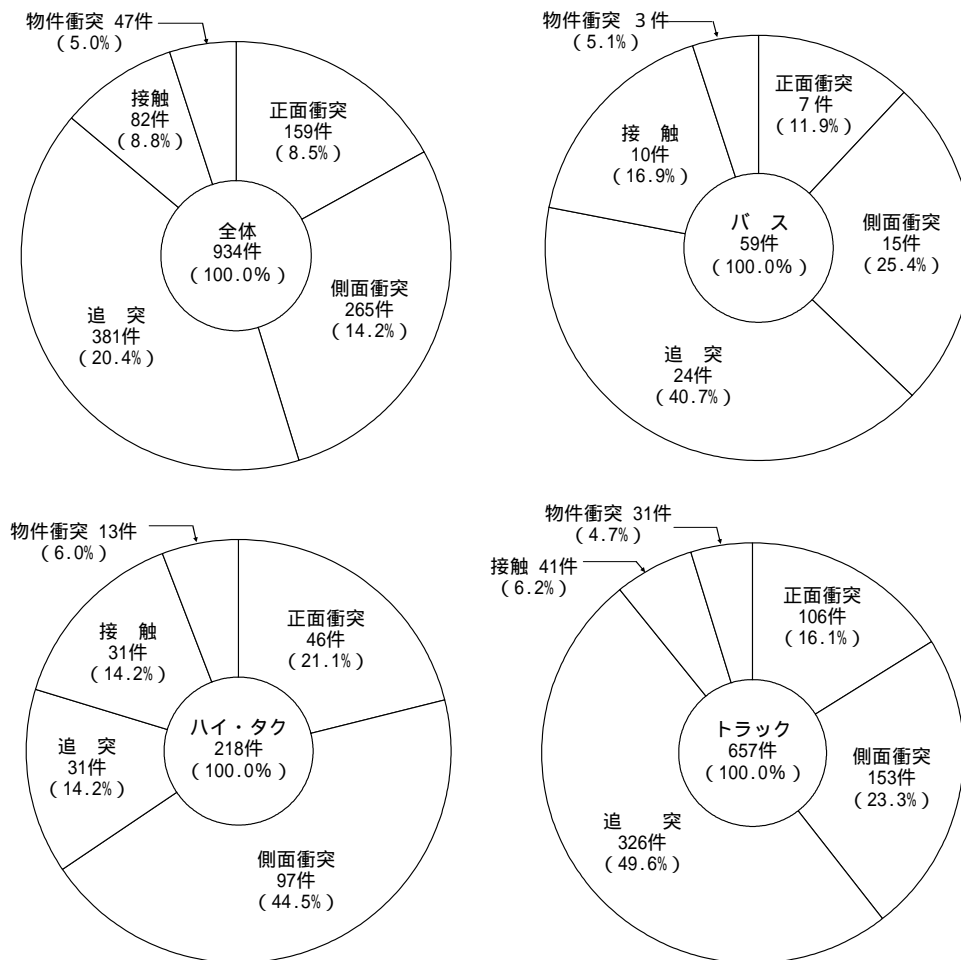 物件衝突 47件
(5.0%)
正面衝突
159件
(8.5%)
側面衝突
265件
(14.2%)
追　突
381件
(20.4%)
接触
82件
(8.8%)
全体
934件
(100.0%)
物件衝突 3件
(5.1%)
正面衝突
7件
(11.9%)
側面衝突
15件
(25.4%)
追　突
24件
(40.7%)
接　触
10件
(16.9%)
バ　ス
59件
(100.0%)
物件衝突 13件
(6.0%)
正面衝突
46件
(21.1%)
側面衝突
97件
(44.5%)
追　突
31件
(14.2%)
接　触
31件
(14.2%)
ハイ・タク
218件
(100.0%)
物件衝突 31件
(4.7%)
接触 41件
(6.2%)
正面衝突
106件
(16.1%)
側面衝突
153件
(23.3%)
追　　突
326件
(49.6%)
トラック
657件
(100.0%)